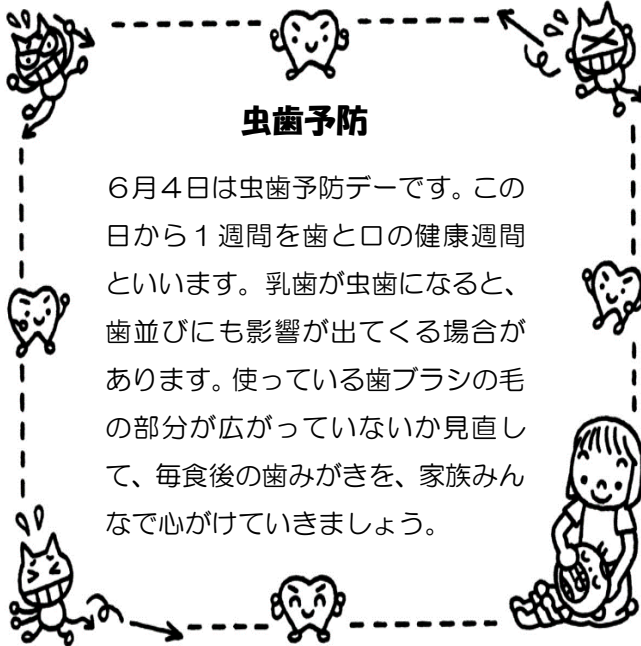 虫歯予防
６月４日は虫歯予防デーです。この
日から１週間を歯と口の健康週間
といいます。乳歯が虫歯になると、
歯並びにも影響が出てくる場合が
あります。使っている歯ブラシの毛
の部分が広がっていないか見直し
て、毎食後の歯みがきを、家族みん
なで心がけていきましょう。